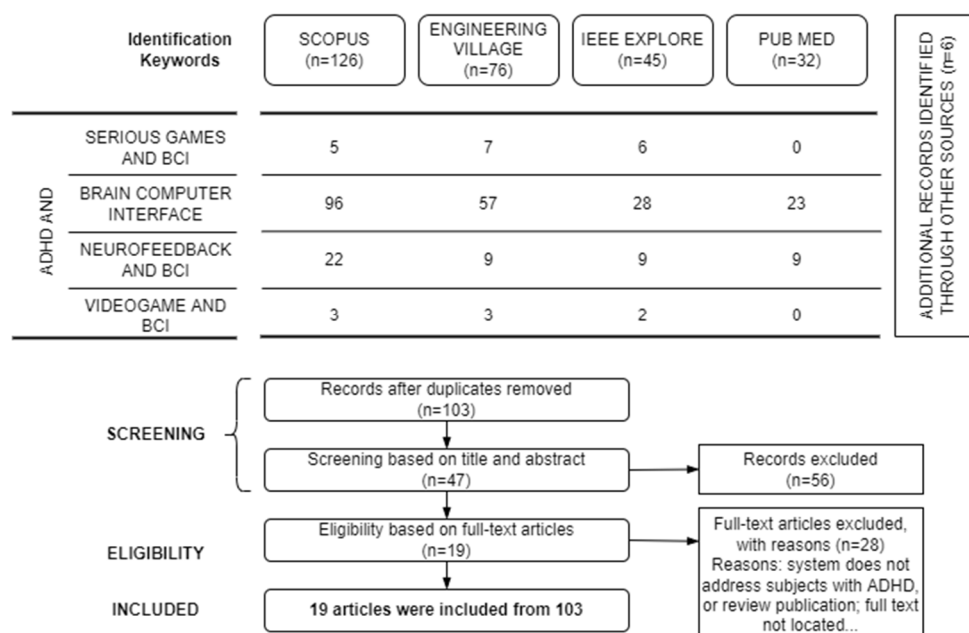 Identification
Keywords
SCOPUS
(n=126)
ENGINEERING
VILLAGE
(n=76)
IEEE EXPLORE
(n=45)
PUB MED
(n=32)
ADDITIONAL RECORDS IDENTIFIED
THROUGH OTHER SOURCES (n=6)
ADHD AND
SERIOUS GAMES
AND BCI
5
7
6
0
BRAIN COMPUTER
INTERFACE
96
57
28
23
NEUROFEEDBACK
AND BCI
22
9
9
9
VIDEOGAME AND
BCI
3
3
2
0
SCREENING
Records after duplicates removed
(n=103)
Screening based on title and abstract
(n=47)
Records excluded
(n=56)
ELIGIBILITY
Eligibility based on full-text articles
(n=19)
Full-text articles excluded,
with reasons (n=28)
Reasons: system does not
address subjects with ADHD,
or review publication; full text
not located...
INCLUDED
19 articles were included from 103